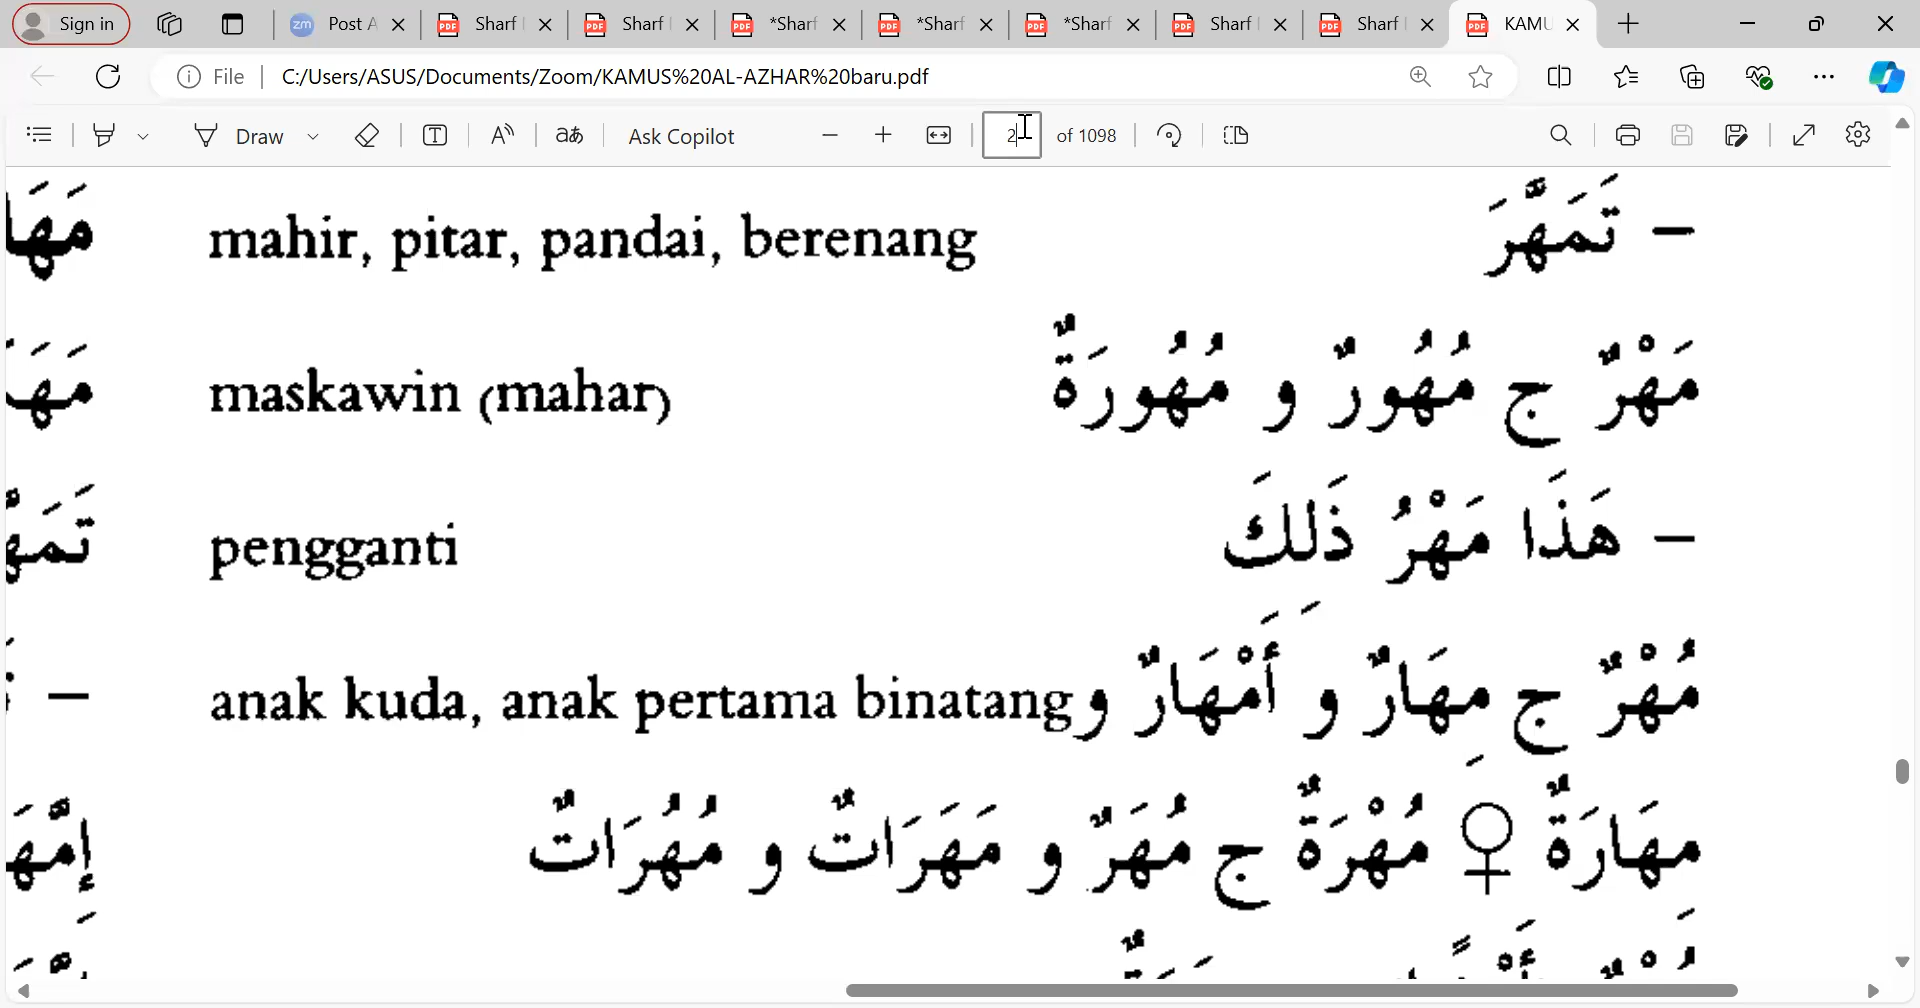 Sign in
Post A
Sharf
Sharf
*Sharf
*Sharf
*Sharf
Sharf
Sharf
KAMU
File
C:/Users/ASUS/Documents/Zoom/KAMUS%20AL-AZHAR%20baru.pdf
Draw
Ask Copilot
2
of 1098
mahir, pitar, pandai, berenang – تَمَهَّرَ
maskawin (mahar) مَهْرٌ ج مُهُورٌ و مُهُورَةٌ
pengganti – هَذَا مَهْرُ ذَلكَ
anak kuda, anak pertama binatang مُهْرٌ ج مِهَارٌ و أَمْهَارٌ و
مهَارَةٌ ♀ مُهْرَةٌ ج مُهَرٌ و مَهَرَاتٌ و مُهُرَاتٌ